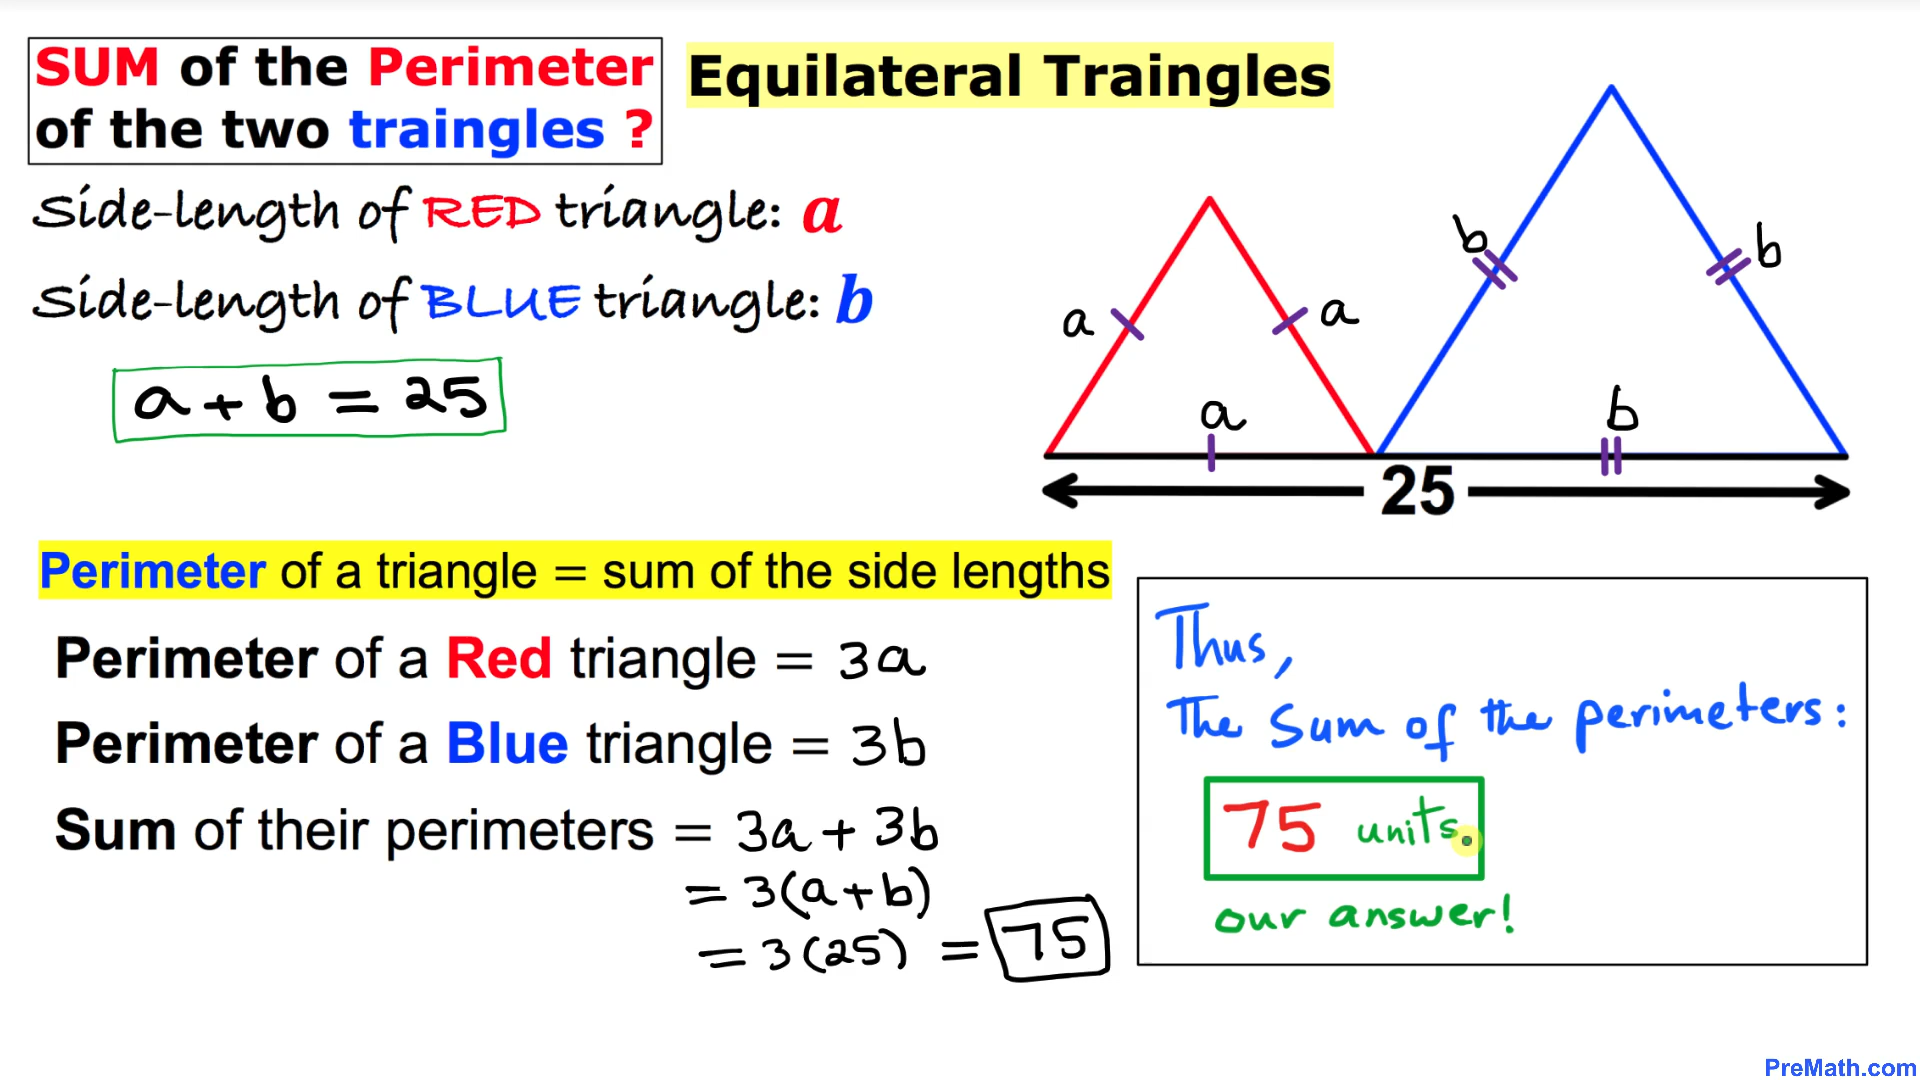 SUM of the Perimeter
of the two traingles ?
Equilateral Traingles
Side-length of RED triangle: a
Side-length of BLUE triangle: b
a + b = 25
a
a
a
b
b
b
25
Perimeter of a triangle = sum of the side lengths
Perimeter of a Red triangle = 3a
Perimeter of a Blue triangle = 3b
Sum of their perimeters = 3a + 3b
= 3(a+b)
= 3(25) = 75
Thus,
The Sum of the perimeters:
75 units.
our answer!
PreMath.com